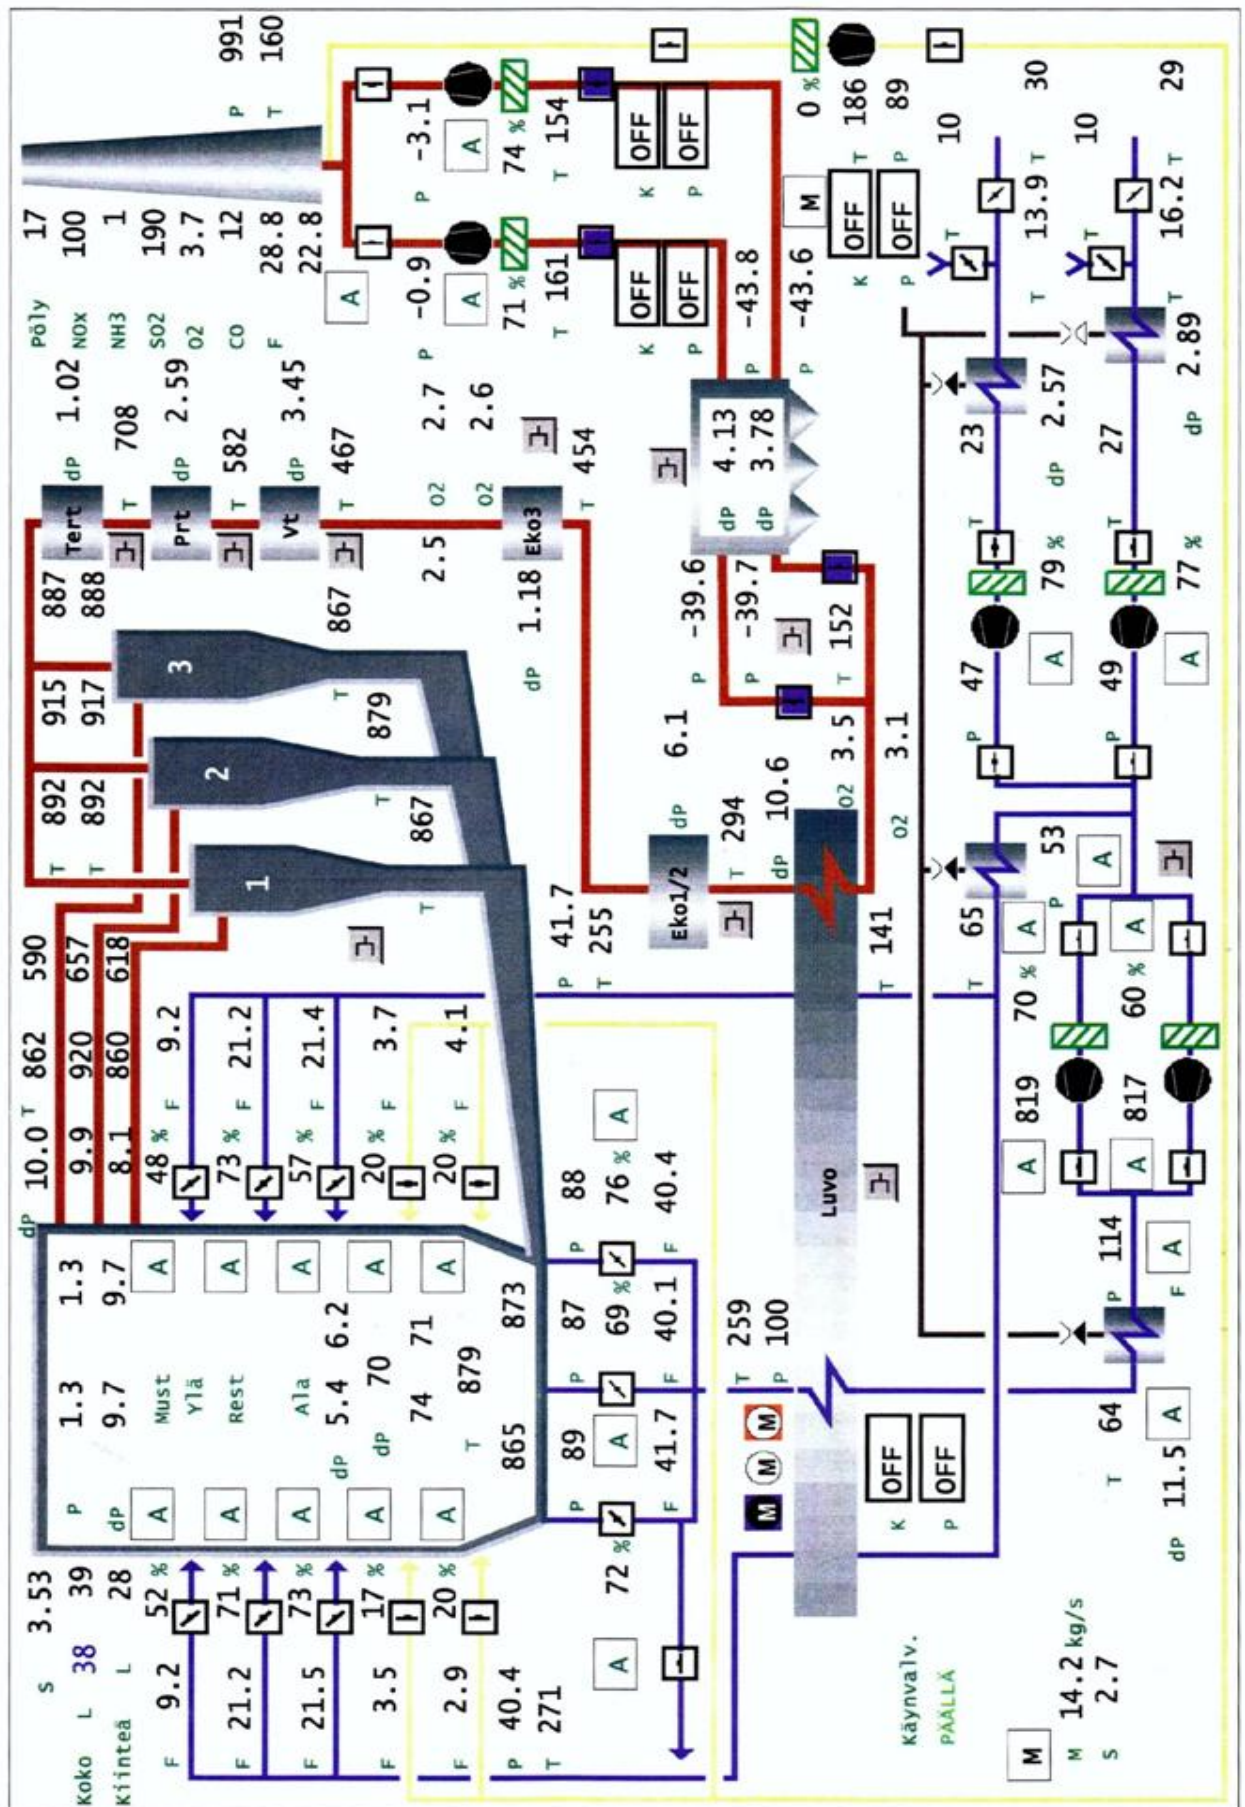 S 3.53
dP 10.0 T 862 590
Pöly 17
Koko L 38 39
P 1.3 1.3
9.9 920 657
T 892 915 887
Tert dP 1.02
NOx 100
Kiinteä L 28
dP 9.7 9.7
8.1 860 618
T 892 917 888
T 708
NH3 1
F 9.2 52 %
A Must A
48 % F 9.2
1 2 3
Prt dP 2.59
SO2 190
Ylä
O2 3.7
F 21.2 71 %
A Rest A
73 % F 21.2
T 582
CO 12
P 991
F 21.5 73 %
A Ala A
57 % F 21.4
Vt dP 3.45
F 28.8
T 160
dP 5.4 6.2
T 867 T 467
22.8
F 3.5 17 %
A dP 70 A
20 % F 3.7
T 879
A
F 2.9 20 %
A 74 71 A
20 % F 4.1
T 867
2.5 O2 2.7
P -0.9 P -3.1
T 879
O2 2.6
A A
P 40.4
865 873
71 % 74 %
dP 1.18 Eko3
T 271
P 89 P 87 P 88
P 41.7
T 454
T 161 T 154
A 72 % A 69 % 76 % A
T 255
K OFF K OFF
F 41.7 F 40.1 F 40.4
Eko1/2 dP 6.1
P -39.6
P OFF P OFF
T 259
T 294
P -39.7
dP 4.13 P -43.8
M M M
P 100
dP 10.6
dP 3.78 P -43.6
M 0 %
Luvo
O2 3.5
T 152
K OFF T 186
K OFF
T 141
O2 3.1
P OFF P 89
Käynvalv.
P OFF
PÄÄLLÄ
T 65
P 47 T 23 T 10
M
A 819 A 70 %
P 53
A 79 % dP 2.57 T 13.9 T 30
M 14.2 kg/s
S 2.7
T 64
P 114
A 817 A 60 %
A
P 49 T 27 T 10
dP 11.5 A
F A
A 77 % dP 2.89 T 16.2 T 29